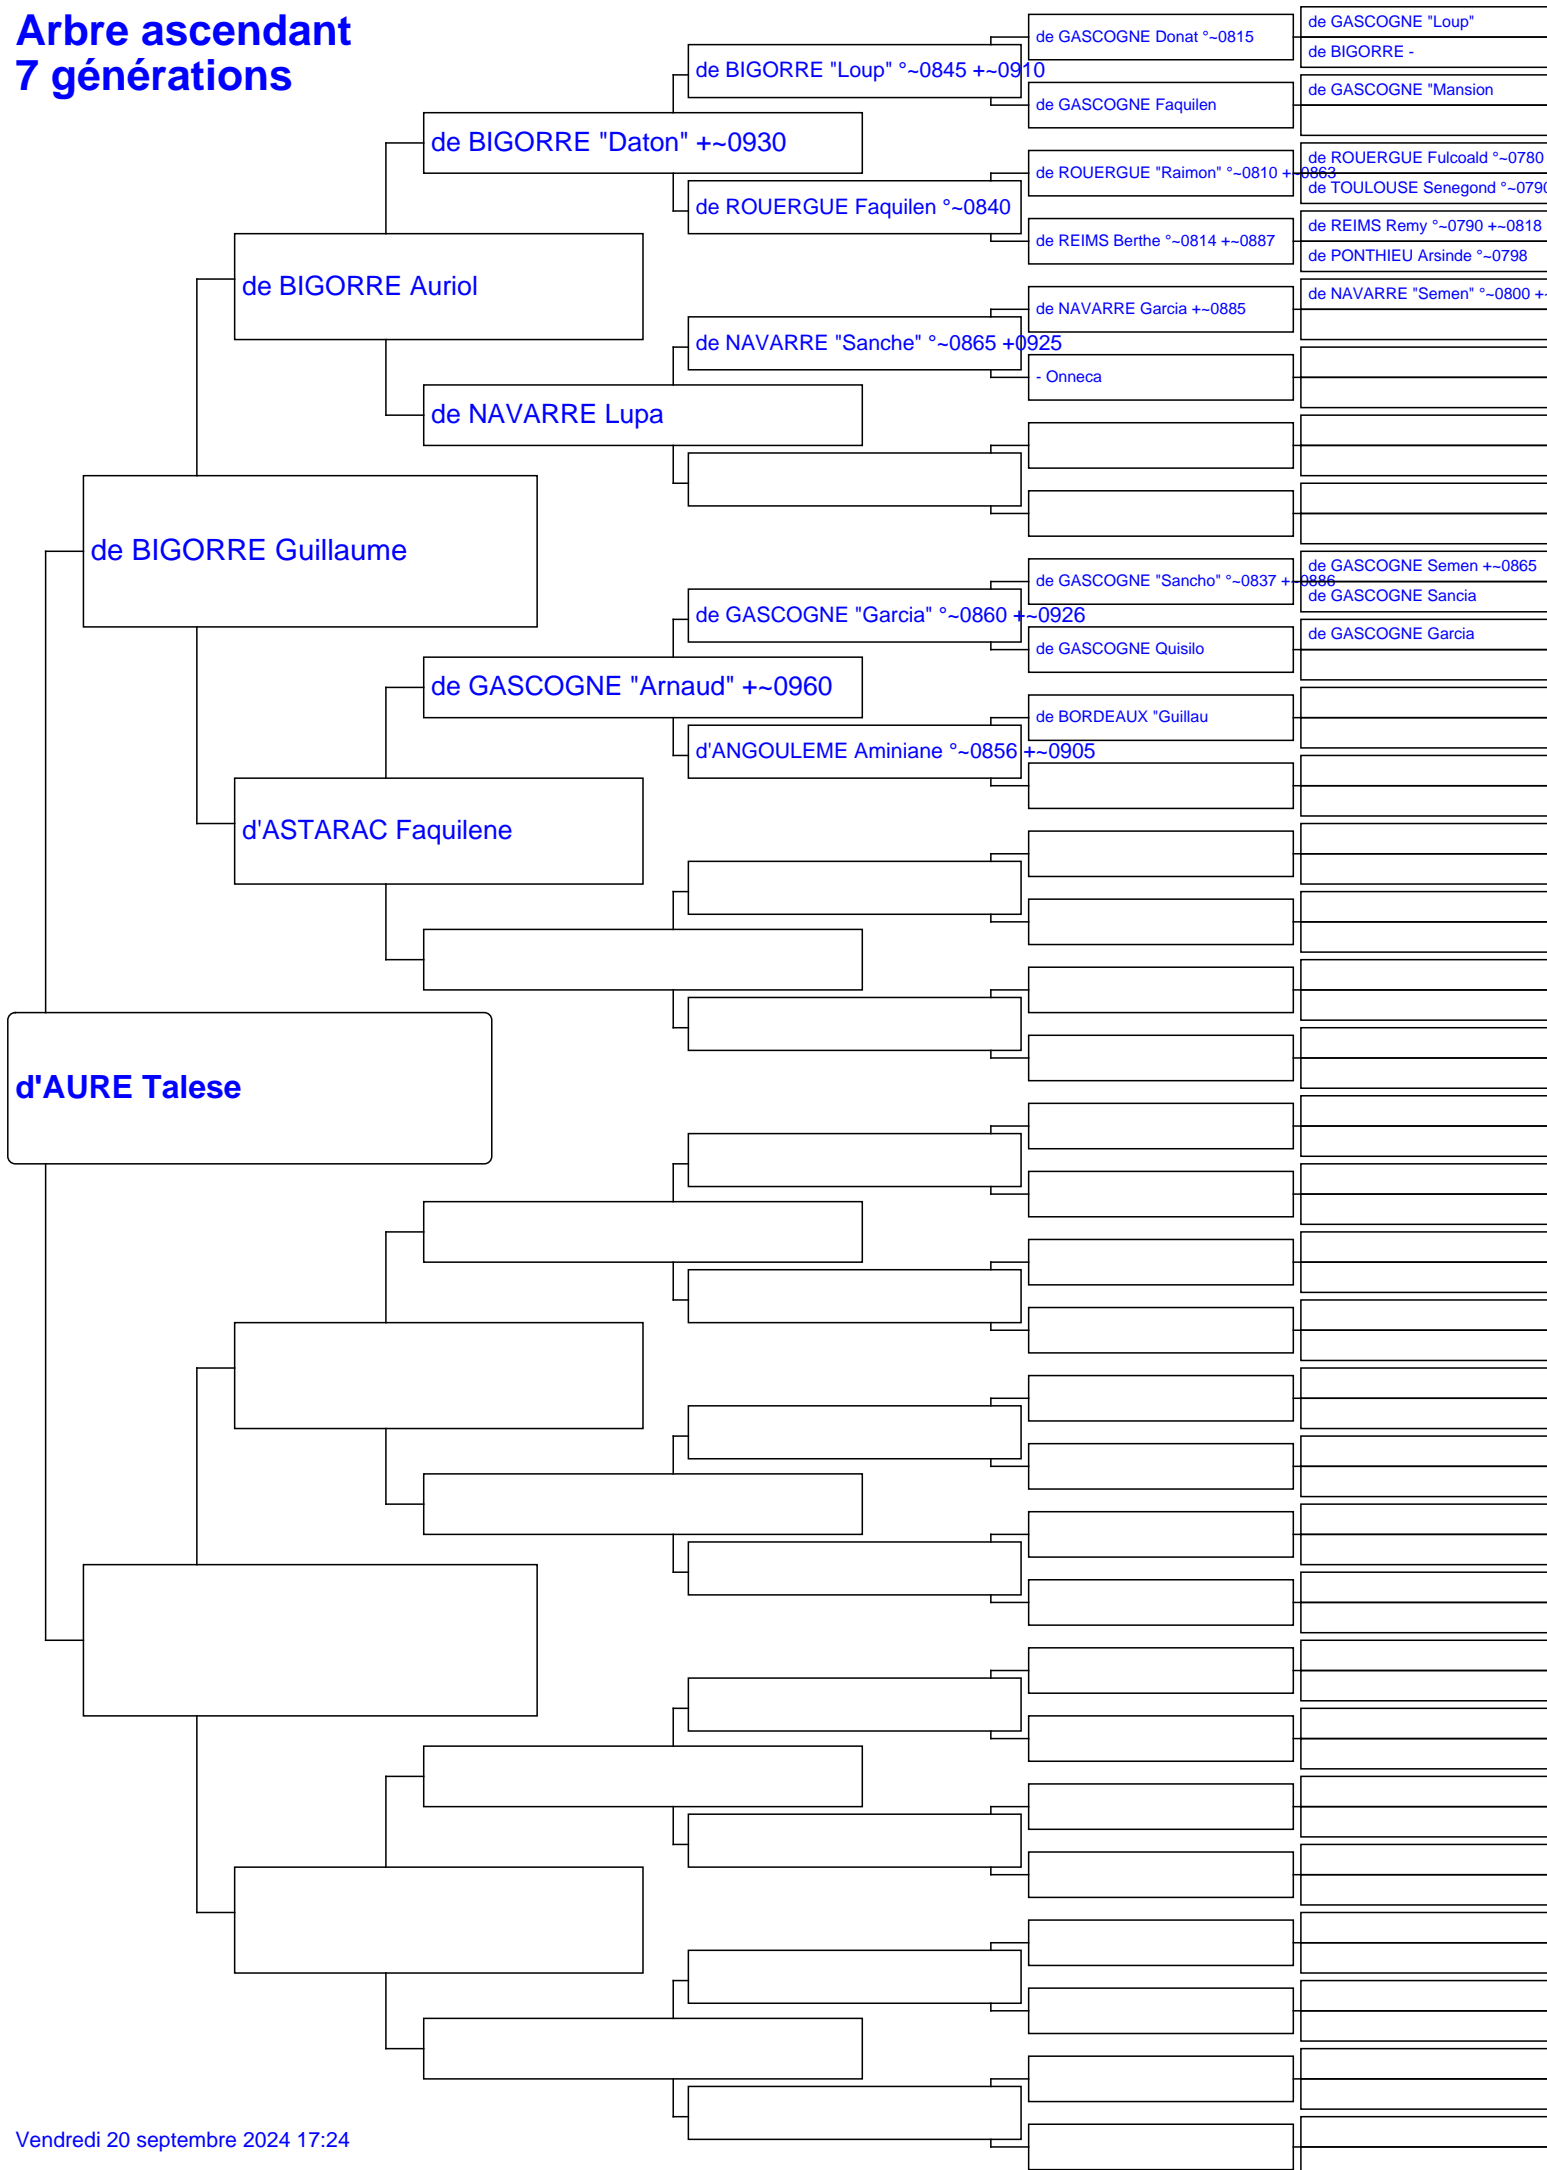 Arbre ascendant
7 générations
d'AURE Talese
de BIGORRE Guillaume
de BIGORRE Auriol
d'ASTARAC Faquilene
de BIGORRE "Daton" +~0930
de NAVARRE Lupa
de GASCOGNE "Arnaud" +~0960
de BIGORRE "Loup" °~0845 +~0910
de ROUERGUE Faquilen °~0840
de NAVARRE "Sanche" °~0865 +0925
de GASCOGNE "Garcia" °~0860 +~0926
d'ANGOULEME Aminiane °~0856 +~0905
de GASCOGNE Donat °~0815
de GASCOGNE Faquilen
de ROUERGUE "Raimon" °~0810 +~0863
de REIMS Berthe °~0814 +~0887
de NAVARRE Garcia +~0885
- Onneca
de GASCOGNE "Sancho" °~0837 +~0886
de GASCOGNE Quisilo
de BORDEAUX "Guillau
de GASCOGNE "Loup"
de BIGORRE -
de GASCOGNE "Mansion
de ROUERGUE Fulcoald °~0780
de TOULOUSE Senegond °~0790
de REIMS Remy °~0790 +~0818
de PONTHIEU Arsinde °~0798
de NAVARRE "Semen" °~0800 +~
de GASCOGNE Semen +~0865
de GASCOGNE Sancia
de GASCOGNE Garcia
Vendredi 20 septembre 2024 17:24